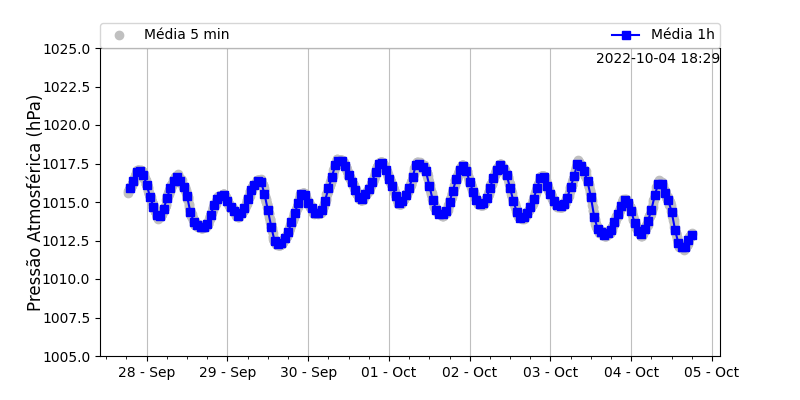 Média 5 min
Média 1h
2022-10-04 18:29
Pressão Atmosférica (hPa)
1025.0
1022.5
1020.0
1017.5
1015.0
1012.5
1010.0
1007.5
1005.0
28 - Sep
29 - Sep
30 - Sep
01 - Oct
02 - Oct
03 - Oct
04 - Oct
05 - Oct